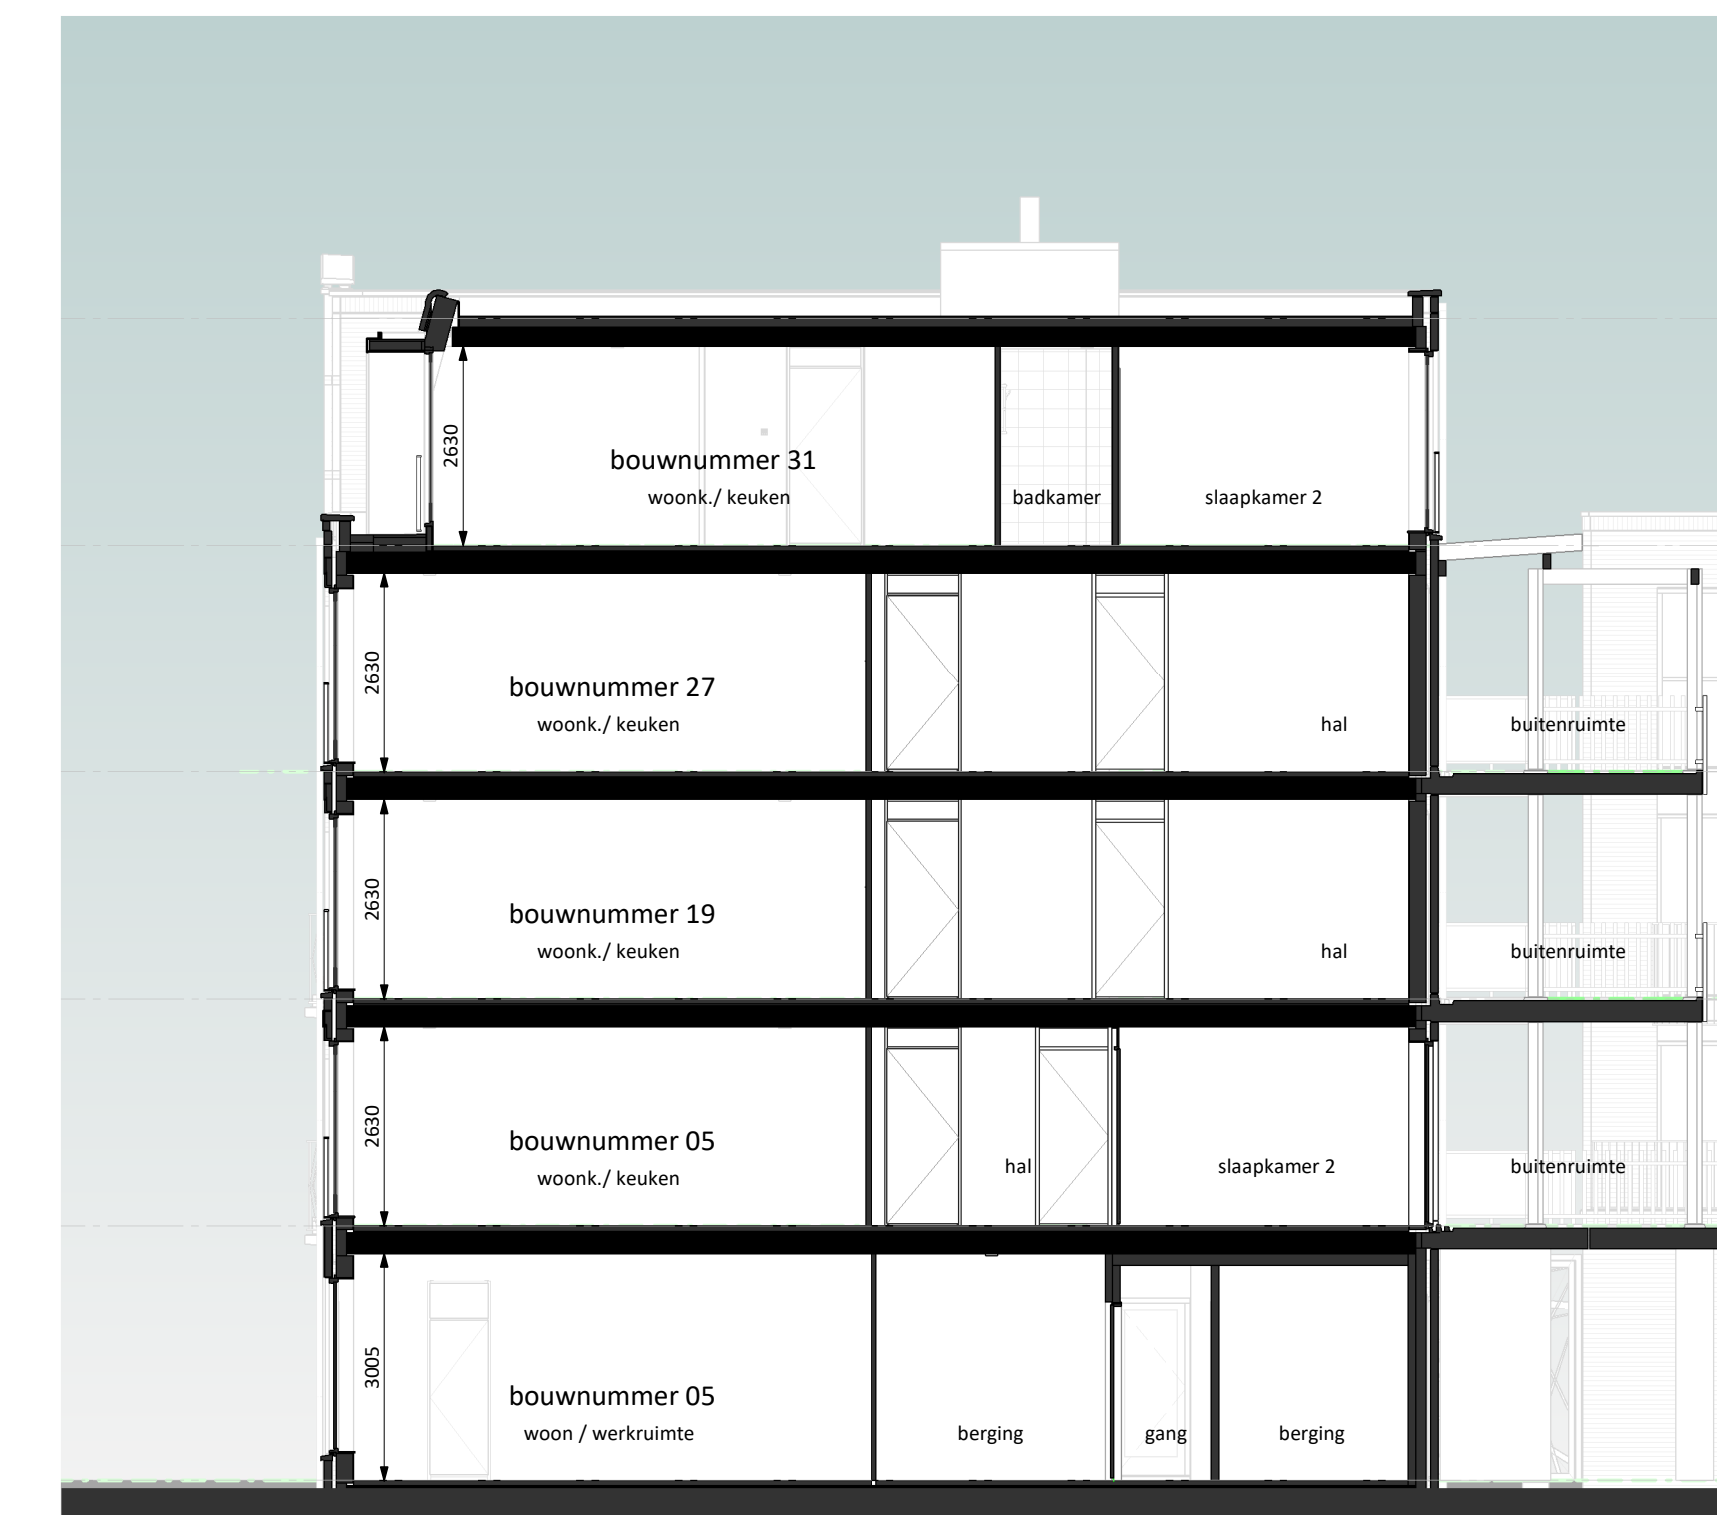 2630
bouwnummer 31
woonk./ keuken
badkamer
slaapkamer 2
2630
bouwnummer 27
woonk./ keuken
hal
buitenruimte
2630
bouwnummer 19
woonk./ keuken
hal
buitenruimte
2630
bouwnummer 05
woonk./ keuken
hal
slaapkamer 2
buitenruimte
3005
bouwnummer 05
woon / werkruimte
berging
gang
berging